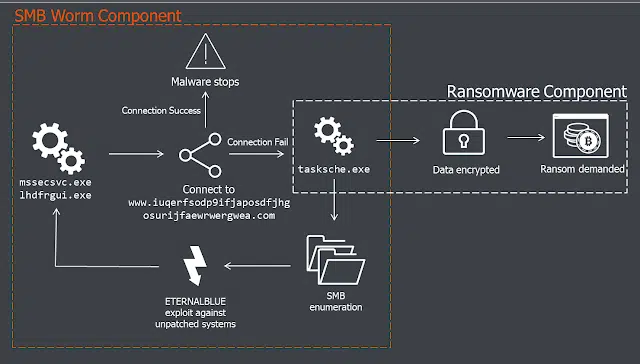 SMB Worm Component
Malware stops
Connection Success
Ransomware Component
Connection Fail
mssecsvc.exe
lhdfrgui.exe
Connect to
www.iuqerfsodp9ifjaposdfjhg
osurijfaewrwergwea.com
tasksche.exe
Data encrypted
Ransom demanded
ETERNALBLUE
exploit against
unpatched systems
SMB
enumeration